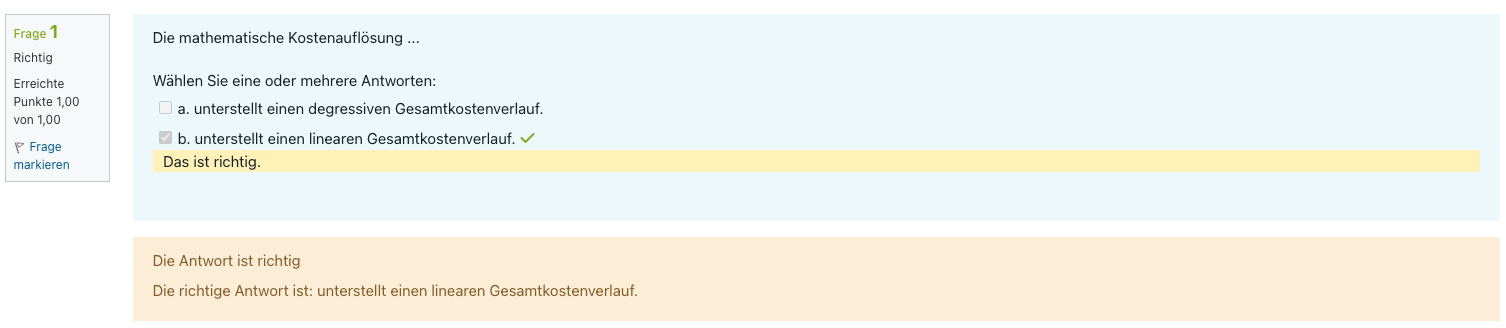 Frage 1
Richtig
Erreichte
Punkte 1,00
von 1,00
Frage
markieren
Die mathematische Kostenauflösung ...
Wählen Sie eine oder mehrere Antworten:
a. unterstellt einen degressiven Gesamtkostenverlauf.
b. unterstellt einen linearen Gesamtkostenverlauf.
Das ist richtig.
Die Antwort ist richtig
Die richtige Antwort ist: unterstellt einen linearen Gesamtkostenverlauf.